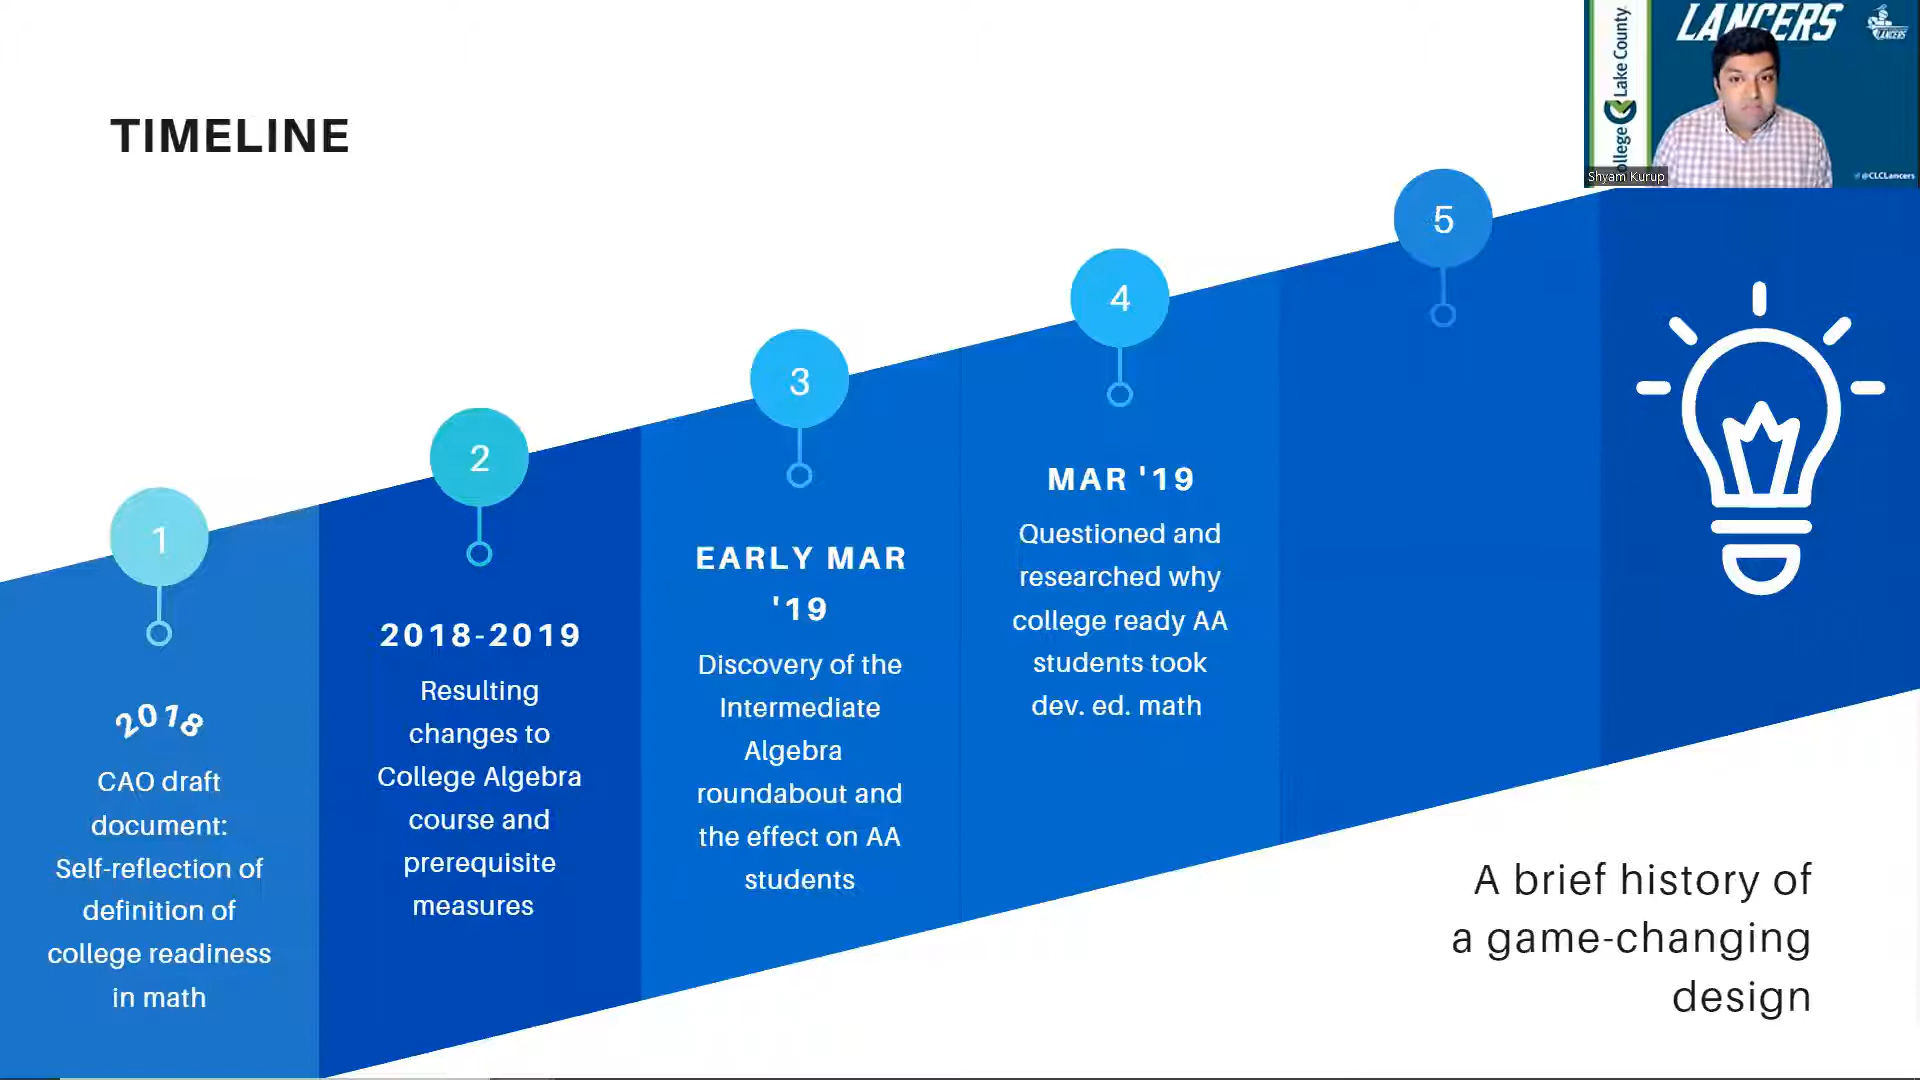 TIMELINE
1
2018
CAO draft
document:
Self-reflection of
definition of
college readiness
in math
2
2018-2019
Resulting
changes to
College Algebra
course and
prerequisite
measures
3
EARLY MAR
'19
Discovery of the
Intermediate
Algebra
roundabout and
the effect on AA
students
4
MAR '19
Questioned and
researched why
college ready AA
students took
dev. ed. math
5
A brief history of
a game-changing
design
LANCERS
LANCERS
ollege Lake County
Shyam Kurup
@CLCLancers